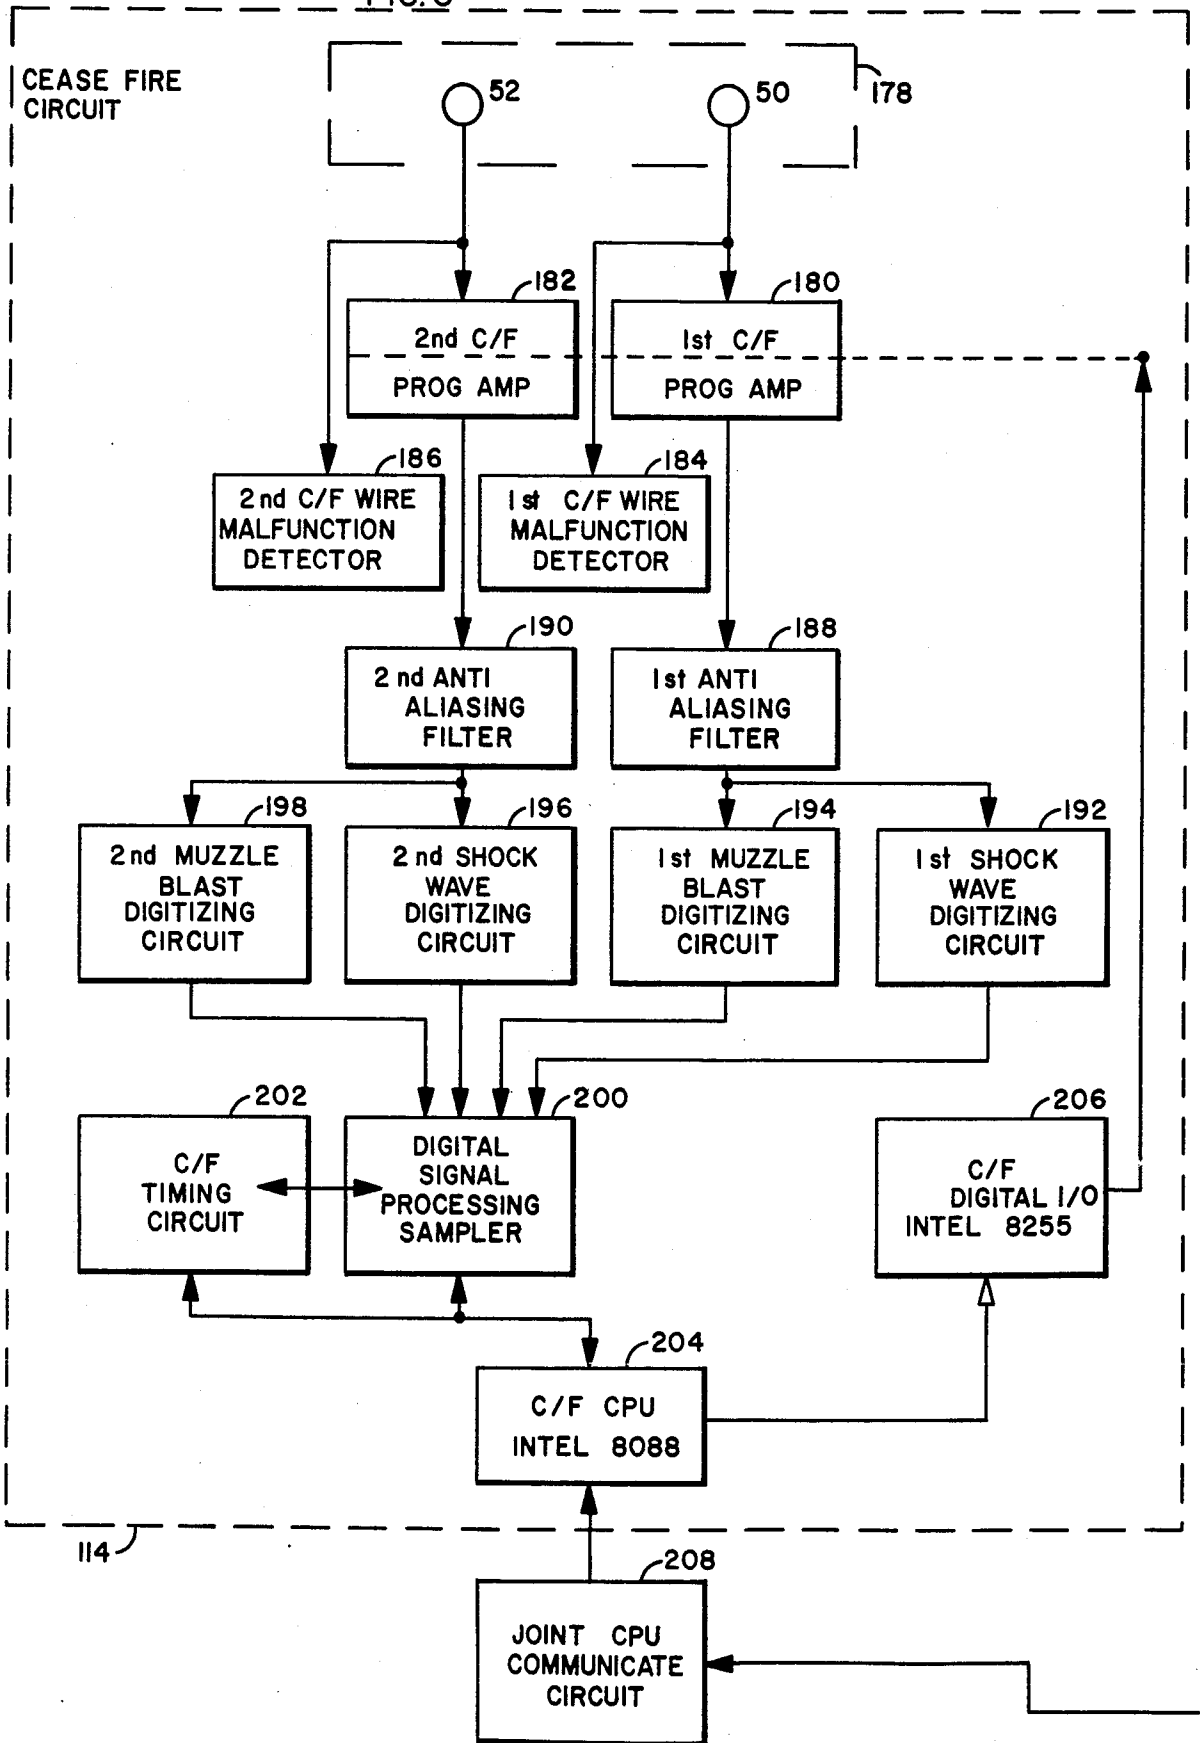 CEASE FIRE
CIRCUIT
52
50
178
182
2nd C/F
PROG AMP
180
1st C/F
PROG AMP
186
2nd C/F WIRE
MALFUNCTION
DETECTOR
184
1st C/F WIRE
MALFUNCTION
DETECTOR
190
2nd ANTI
ALIASING
FILTER
188
1st ANTI
ALIASING
FILTER
198
2nd MUZZLE
BLAST
DIGITIZING
CIRCUIT
196
2nd SHOCK
WAVE
DIGITIZING
CIRCUIT
194
1st MUZZLE
BLAST
DIGITIZING
CIRCUIT
192
1st SHOCK
WAVE
DIGITIZING
CIRCUIT
202
C/F
TIMING
CIRCUIT
200
DIGITAL
SIGNAL
PROCESSING
SAMPLER
206
C/F
DIGITAL I/O
INTEL 8255
204
C/F CPU
INTEL 8088
114
208
JOINT CPU
COMMUNICATE
CIRCUIT